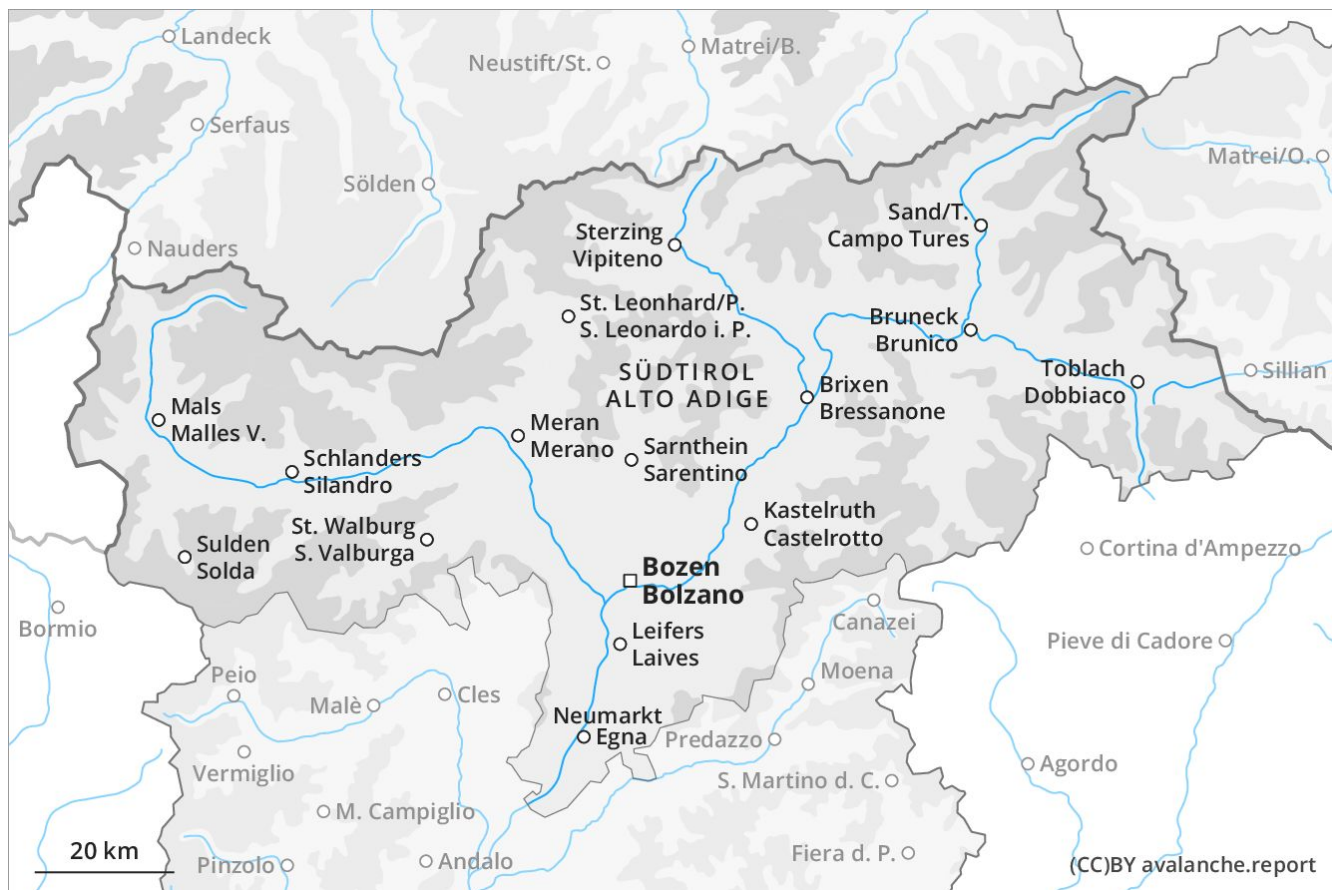 Landeck
Matrei/B.
Neustift/St.
Serfaus
Matrei/O.
Sölden
Sand/T.
Campo Tures
Sterzing
Vipiteno
Nauders
St. Leonhard/P.
S. Leonardo i. P.
Bruneck
Brunico
SÜDTIROL
ALTO ADIGE
Toblach
Dobbiaco
Sillian
Brixen
Bressanone
Mals
Malles V.
Meran
Merano
Sarnthein
Sarentino
Schlanders
Silandro
Kastelruth
Castelrotto
St. Walburg
S. Valburga
Sulden
Solda
Cortina d'Ampezzo
Bozen
Bolzano
Bormio
Canazei
Leifers
Laives
Pieve di Cadore
Peio
Moena
Malè
Cles
Neumarkt
Egna
Predazzo
Vermiglio
Agordo
S. Martino d. C.
M. Campiglio
20 km
Pinzolo
Andalo
Fiera d. P.
(CC)BY avalanche.report